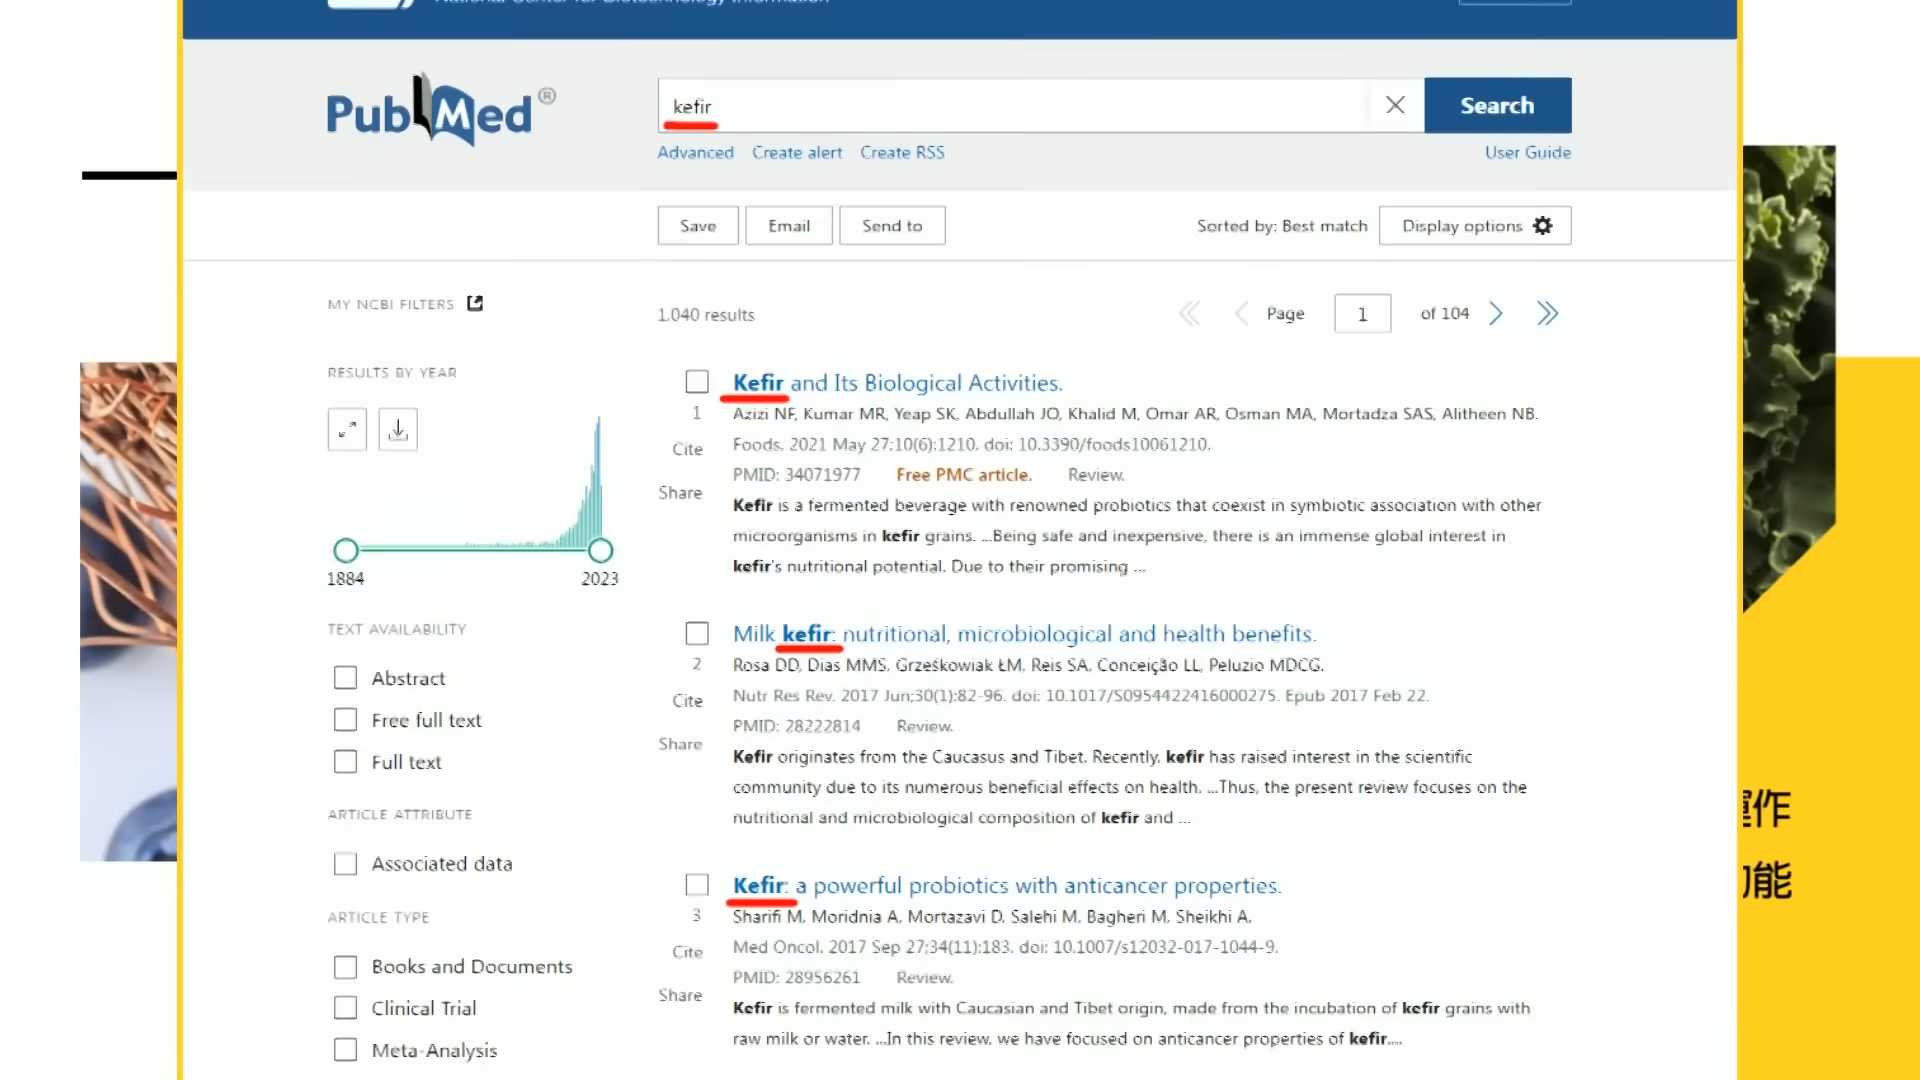 National Center for Biotechnology Information
PubMed®
kefir
Search
Advanced Create alert Create RSS
User Guide
Save Email Send to
Sorted by: Best match
Display options
MY NCBI FILTERS
1,040 results
Page 1 of 104
RESULTS BY YEAR
1884
2023
TEXT AVAILABILITY
Abstract
Free full text
Full text
ARTICLE ATTRIBUTE
Associated data
ARTICLE TYPE
Books and Documents
Clinical Trial
Meta-Analysis
Kefir and Its Biological Activities.
1
Cite
Share
Azizi NF, Kumar MR, Yeap SK, Abdullah JO, Khalid M, Omar AR, Osman MA, Mortadza SAS, Alitheen NB.
Foods. 2021 May 27;10(6):1210. doi: 10.3390/foods10061210.
PMID: 34071977 Free PMC article. Review.
Kefir is a fermented beverage with renowned probiotics that coexist in symbiotic association with other
microorganisms in kefir grains. ...Being safe and inexpensive, there is an immense global interest in
kefir's nutritional potential. Due to their promising ...
Milk kefir: nutritional, microbiological and health benefits.
2
Cite
Share
Rosa DD, Dias MMS, Grześkowiak ŁM, Reis SA, Conceição LL, Peluzio MDCG.
Nutr Res Rev. 2017 Jun;30(1):82-96. doi: 10.1017/S0954422416000275. Epub 2017 Feb 22.
PMID: 28222814 Review.
Kefir originates from the Caucasus and Tibet. Recently, kefir has raised interest in the scientific
community due to its numerous beneficial effects on health. ...Thus, the present review focuses on the
nutritional and microbiological composition of kefir and ...
Kefir: a powerful probiotics with anticancer properties.
3
Cite
Share
Sharifi M, Moridnia A, Mortazavi D, Salehi M, Bagheri M, Sheikhi A.
Med Oncol. 2017 Sep 27;34(11):183. doi: 10.1007/s12032-017-1044-9.
PMID: 28956261 Review.
Kefir is fermented milk with Caucasian and Tibet origin, made from the incubation of kefir grains with
raw milk or water. ...In this review, we have focused on anticancer properties of kefir....
運作
功能